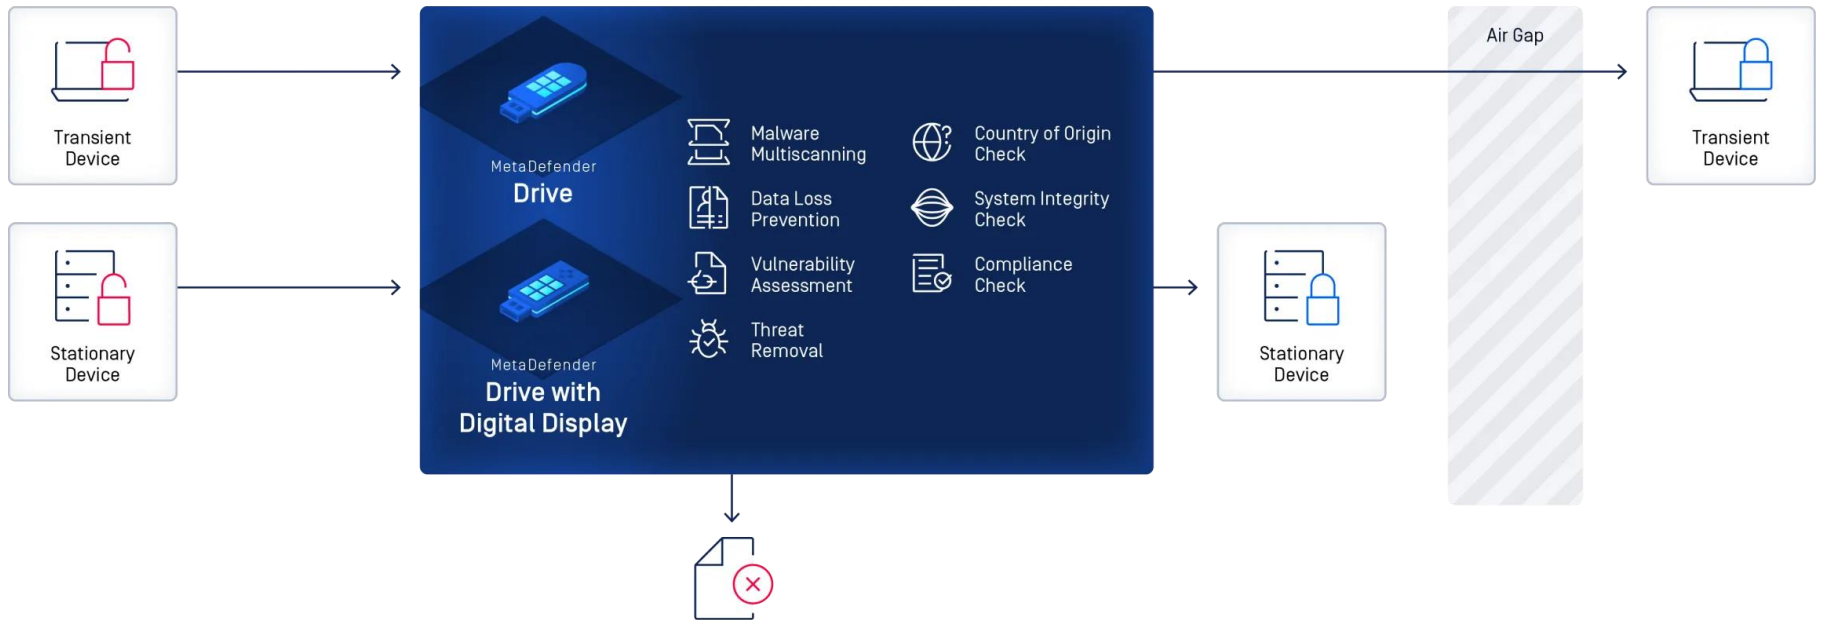 Transient
Device
Stationary
Device
MetaDefender
Drive
MetaDefender
Drive with
Digital Display
Malware
Multiscanning
Data Loss
Prevention
Vulnerability
Assessment
Threat
Removal
Country of Origin
Check
System Integrity
Check
Compliance
Check
Stationary
Device
Air Gap
Transient
Device